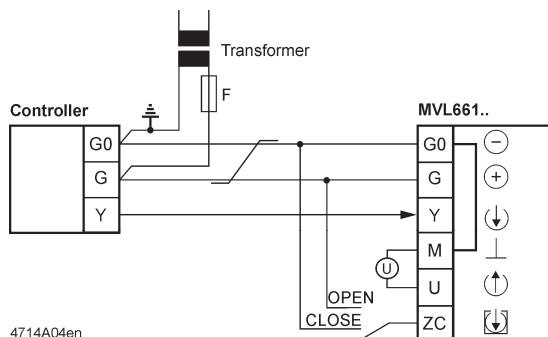 Transformer
F
Controller
MVL661..
G0
G
Y
G0
G
Y
M
U
U
OPEN
CLOSE
ZC
4714A04en